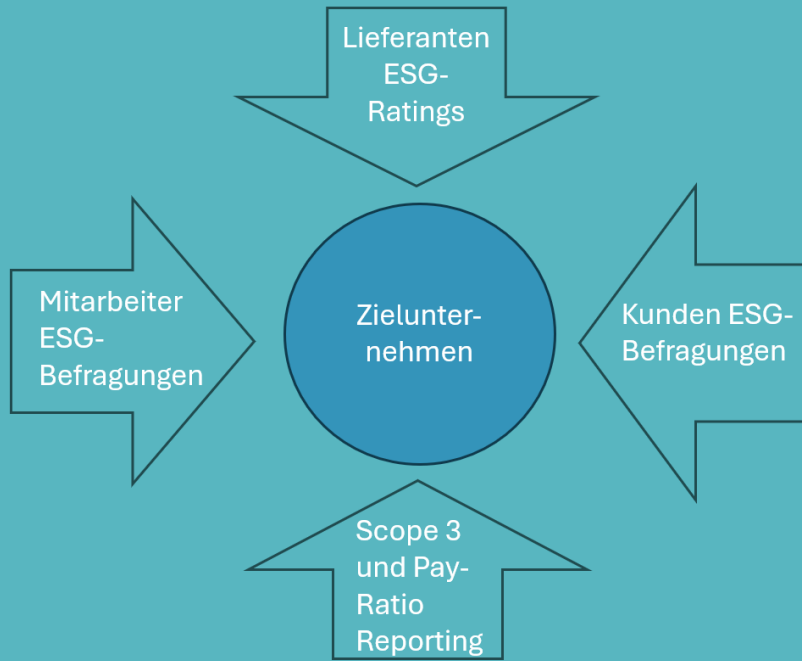 Lieferanten
ESG-
Ratings
Mitarbeiter
ESG-
Befragungen
Zielunter-
nehmen
Kunden ESG-
Befragungen
Scope 3
und Pay-
Ratio
Reporting